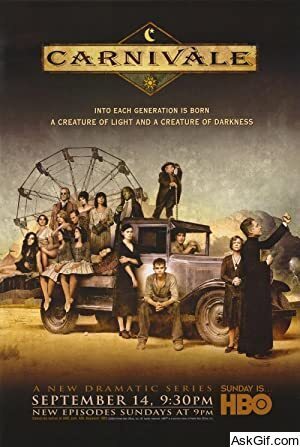 CARNIVÀLE
INTO EACH GENERATION IS BORN
A CREATURE OF LIGHT AND A CREATURE OF DARKNESS
A NEW DRAMATIC SERIES
SUNDAY IS...
SEPTEMBER 14, 9:30PM
HBO
NEW EPISODES SUNDAYS AT 9PM
AskGif.com